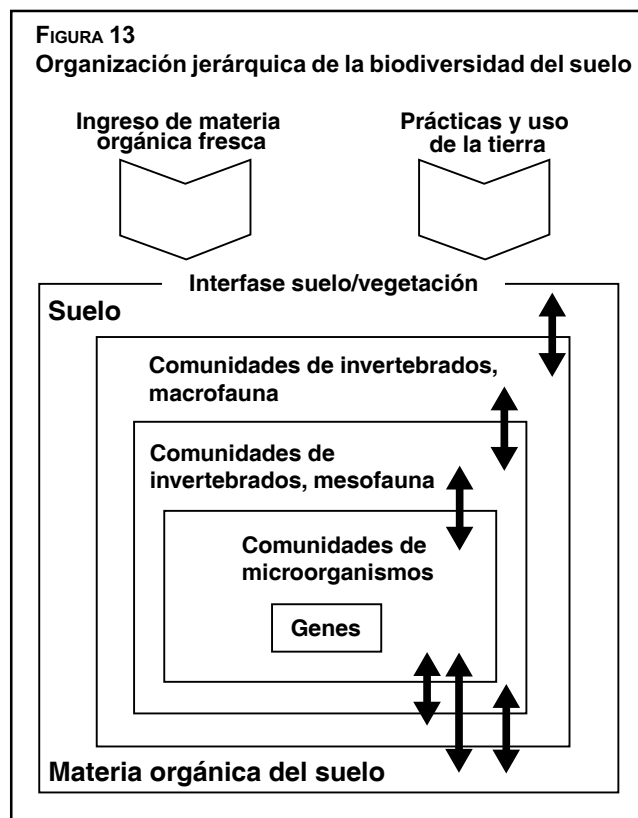 FIGURA 13
Organización jerárquica de la biodiversidad del suelo
Ingreso de materia
orgánica fresca
Prácticas y uso
de la tierra
Interfase suelo/vegetación
Suelo
Comunidades de invertebrados,
macrofauna
Comunidades de
invertebrados, mesofauna
Comunidades de
microorganismos
Genes
Materia orgánica del suelo